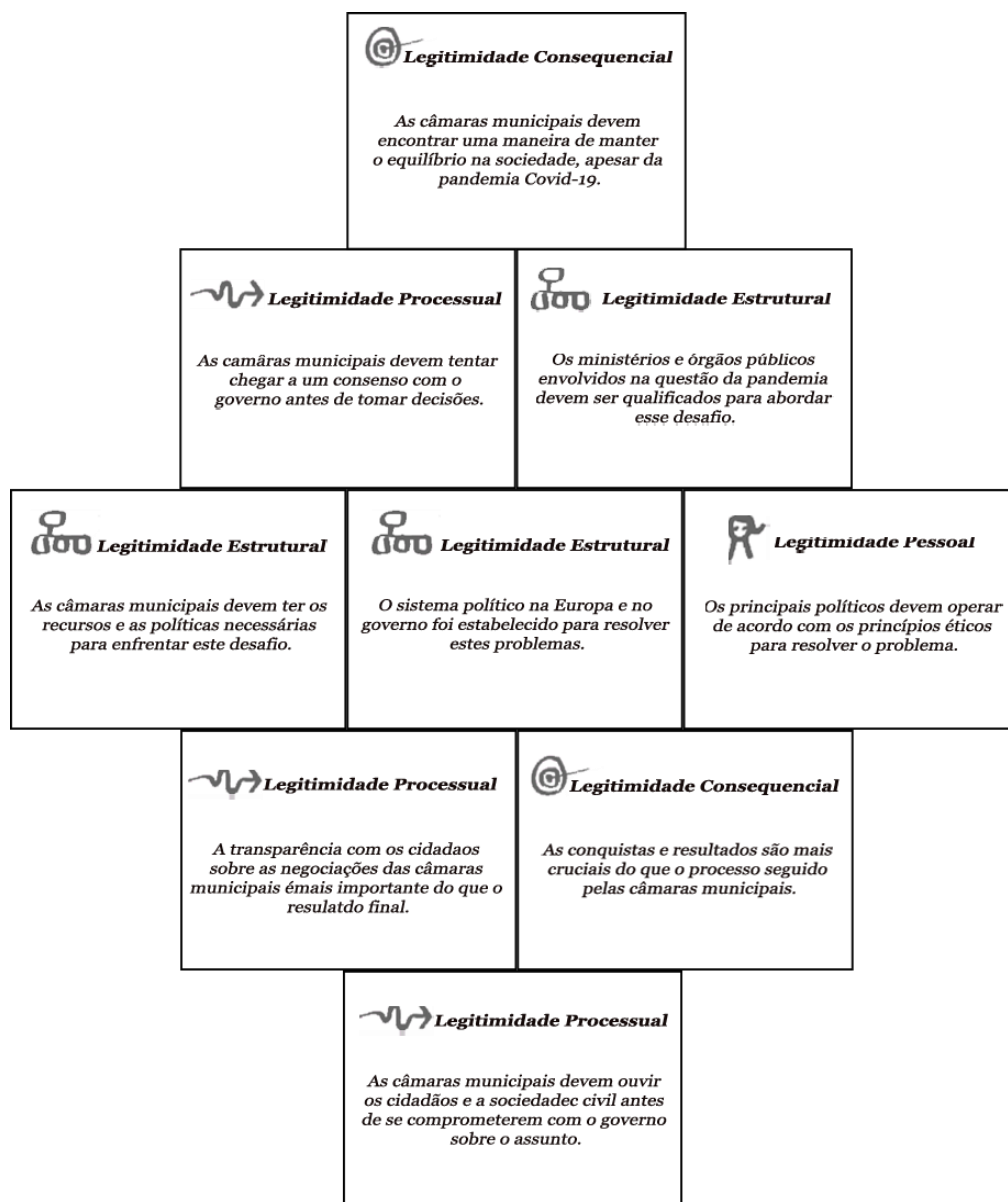 Legitimidade Consequencial
As câmaras municipais devem
encontrar uma maneira de manter
o equilíbrio na sociedade, apesar da
pandemia Covid-19.
Legitimidade Processual
As camâras municipais devem tentar
chegar a um consenso com o
governo antes de tomar decisões.
Legitimidade Estrutural
Os ministérios e órgãos públicos
envolvidos na questão da pandemia
devem ser qualificados para abordar
esse desafio.
Legitimidade Estrutural
As câmaras municipais devem ter os
recursos e as políticas necessárias
para enfrentar este desafio.
Legitimidade Estrutural
O sistema político na Europa e no
governo foi estabelecido para resolver
estes problemas.
Legitimidade Pessoal
Os principais políticos devem operar
de acordo com os princípios éticos
para resolver o problema.
Legitimidade Processual
A transparência com os cidadaos
sobre as negociações das câmaras
municipais émais importante do que o
resulatdo final.
Legitimidade Consequencial
As conquistas e resultados são mais
cruciais do que o processo seguido
pelas câmaras municipais.
Legitimidade Processual
As câmaras municipais devem ouvir
os cidadãos e a sociedadec civil antes
de se comprometerem com o governo
sobre o assunto.